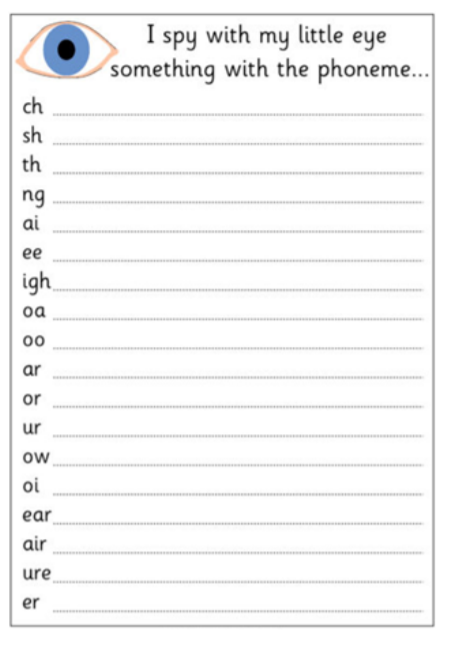 I spy with my little eye
something with the phoneme...
ch
sh
th
ng
ai
ee
igh
oa
oo
ar
or
ur
ow
oi
ear
air
ure
er